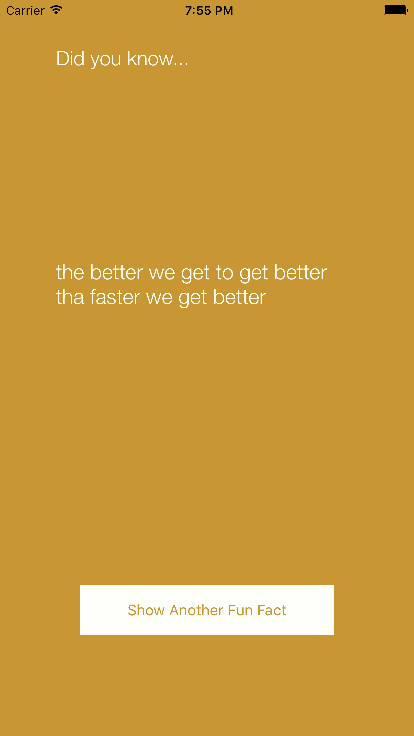 Carrier 7:55 PM
Did you know...
the better we get to get better
tha faster we get better
Show Another Fun Fact